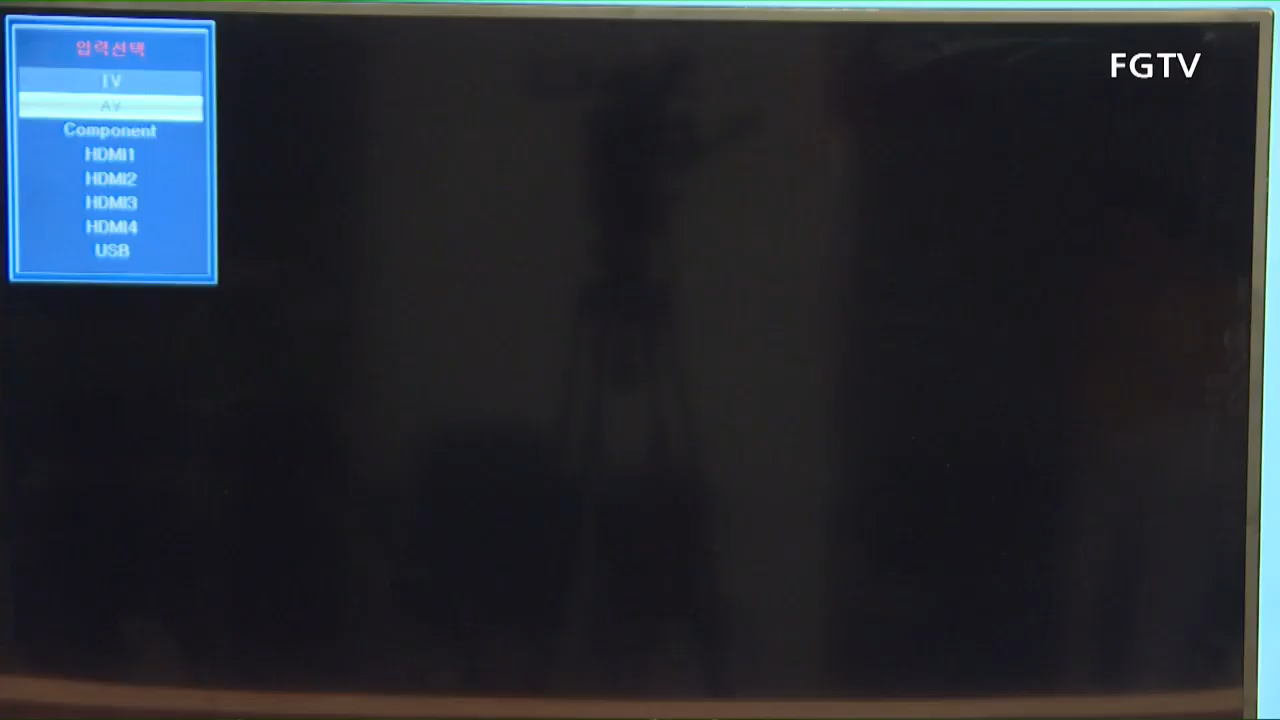 입력선택
TV
AV
Component
HDMI1
HDMI2
HDMI3
HDMI4
USB
FGTV